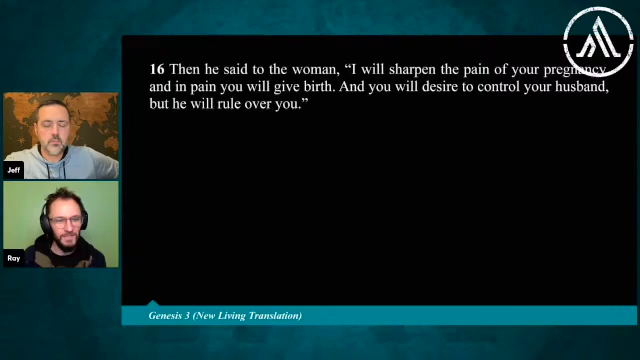 16 Then he said to the woman, “I will sharpen the pain of your pregnancy
and in pain you will give birth. And you will desire to control your husband,
but he will rule over you.”
Jeff
Ray
Genesis 3 (New Living Translation)